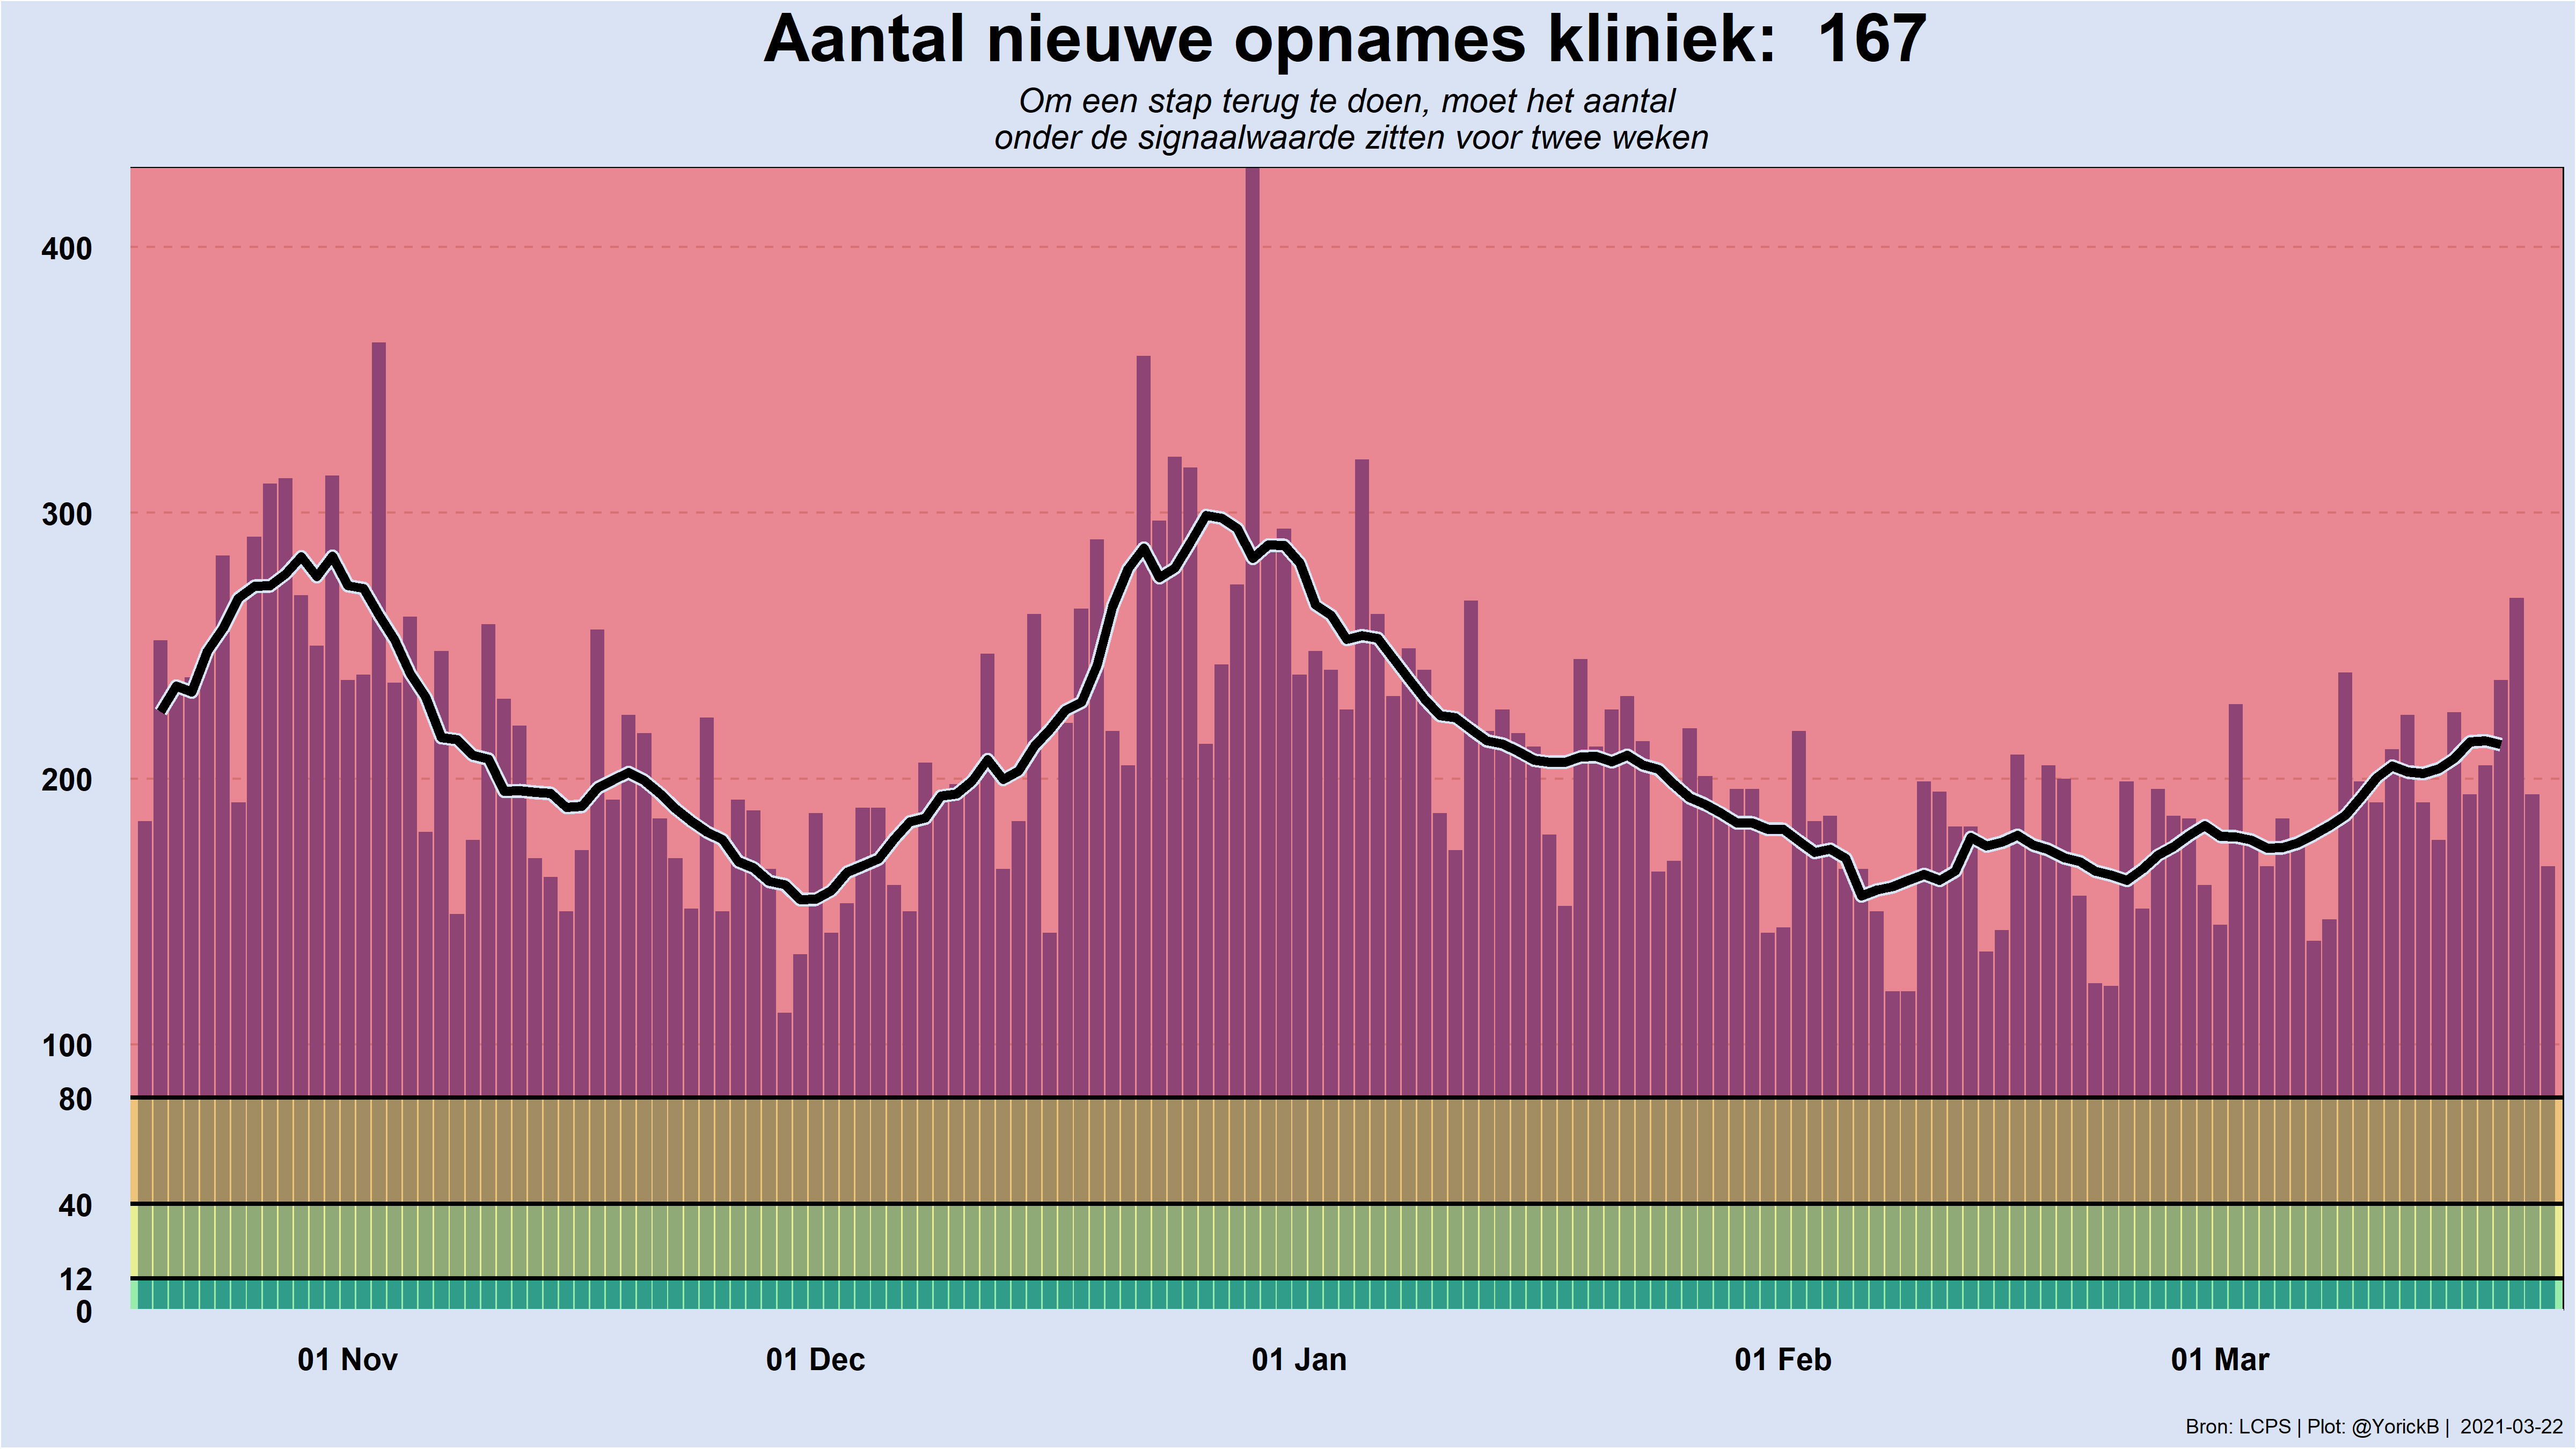 Aantal nieuwe opnames kliniek: 167
Om een stap terug te doen, moet het aantal
onder de signaalwaarde zitten voor twee weken
400
300
200
100
80
40
12
0
01 Nov 01 Dec 01 Jan 01 Feb 01 Mar
Bron: LCPS | Plot: @YorickB | 2021-03-22